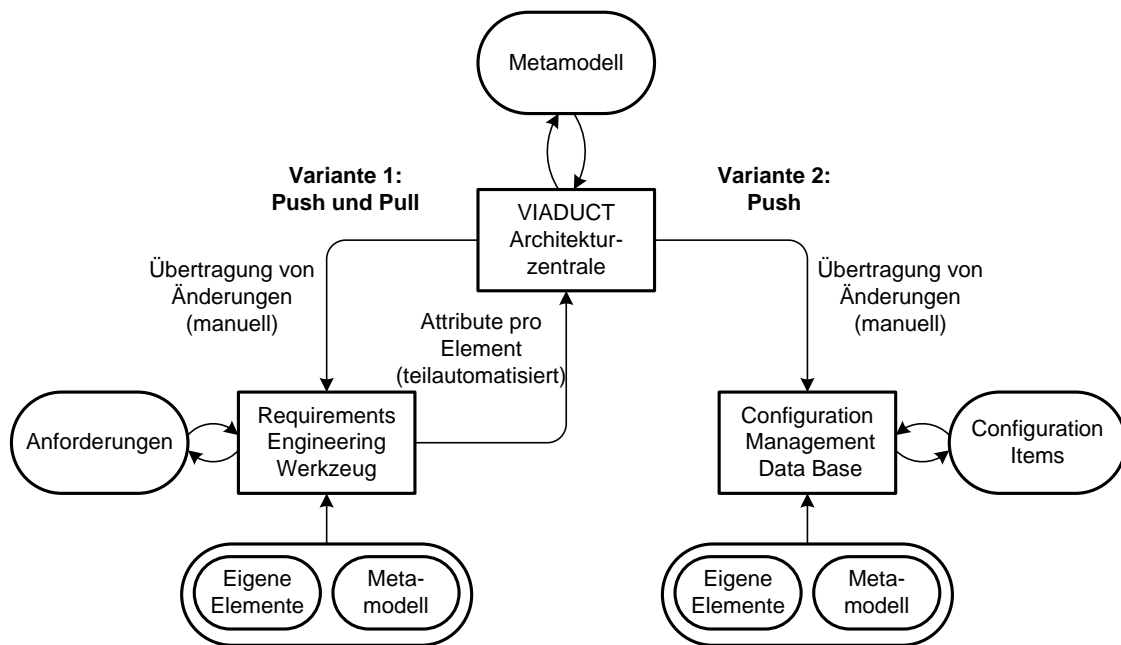 Metamodell
Variante 1:
Push und Pull
Variante 2:
Push
VIADUCT
Architektur-
zentrale
Übertragung von
Änderungen
(manuell)
Attribute pro
Element
(teilautomatisiert)
Übertragung von
Änderungen
(manuell)
Anforderungen
Requirements
Engineering
Werkzeug
Configuration
Management
Data Base
Configuration
Items
Eigene
Elemente
Meta-
modell
Eigene
Elemente
Meta-
modell